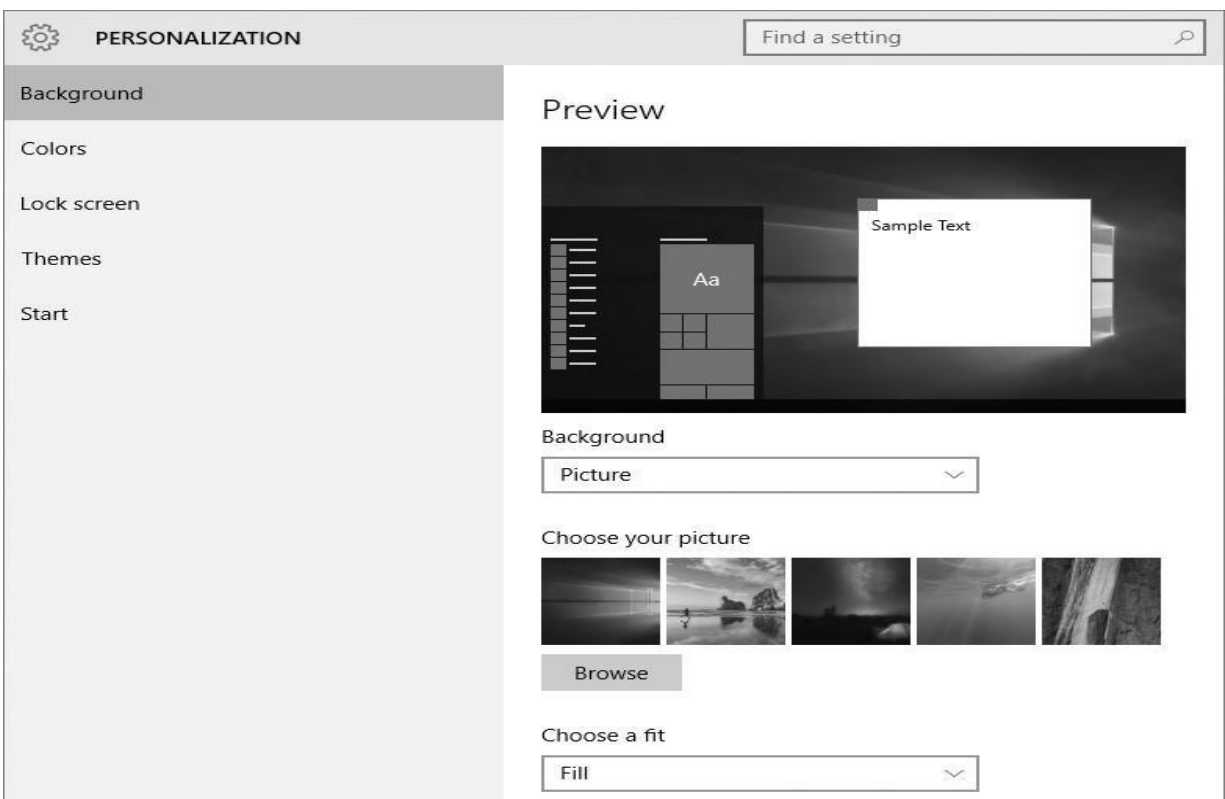 PERSONALIZATION
Find a setting
Background
Colors
Lock screen
Themes
Start
Preview
Sample Text
Aa
Background
Picture
Choose your picture
Browse
Choose a fit
Fill